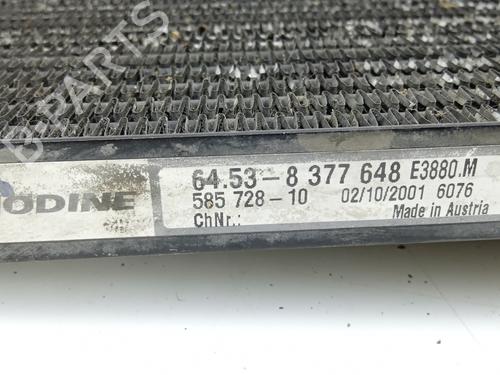 B-PARTS
ODINE
64.53-8 377 648 E3880.M
585 728-10 02/10/2001 6076
ChNr.: Made in Austria